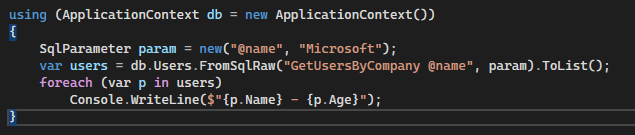 using (ApplicationContext db = new ApplicationContext())
{
    SqlParameter param = new("@name", "Microsoft");
    var users = db.Users.FromSqlRaw("GetUsersByCompany @name", param).ToList();
    foreach (var p in users)
        Console.WriteLine($"{p.Name} - {p.Age}");
}